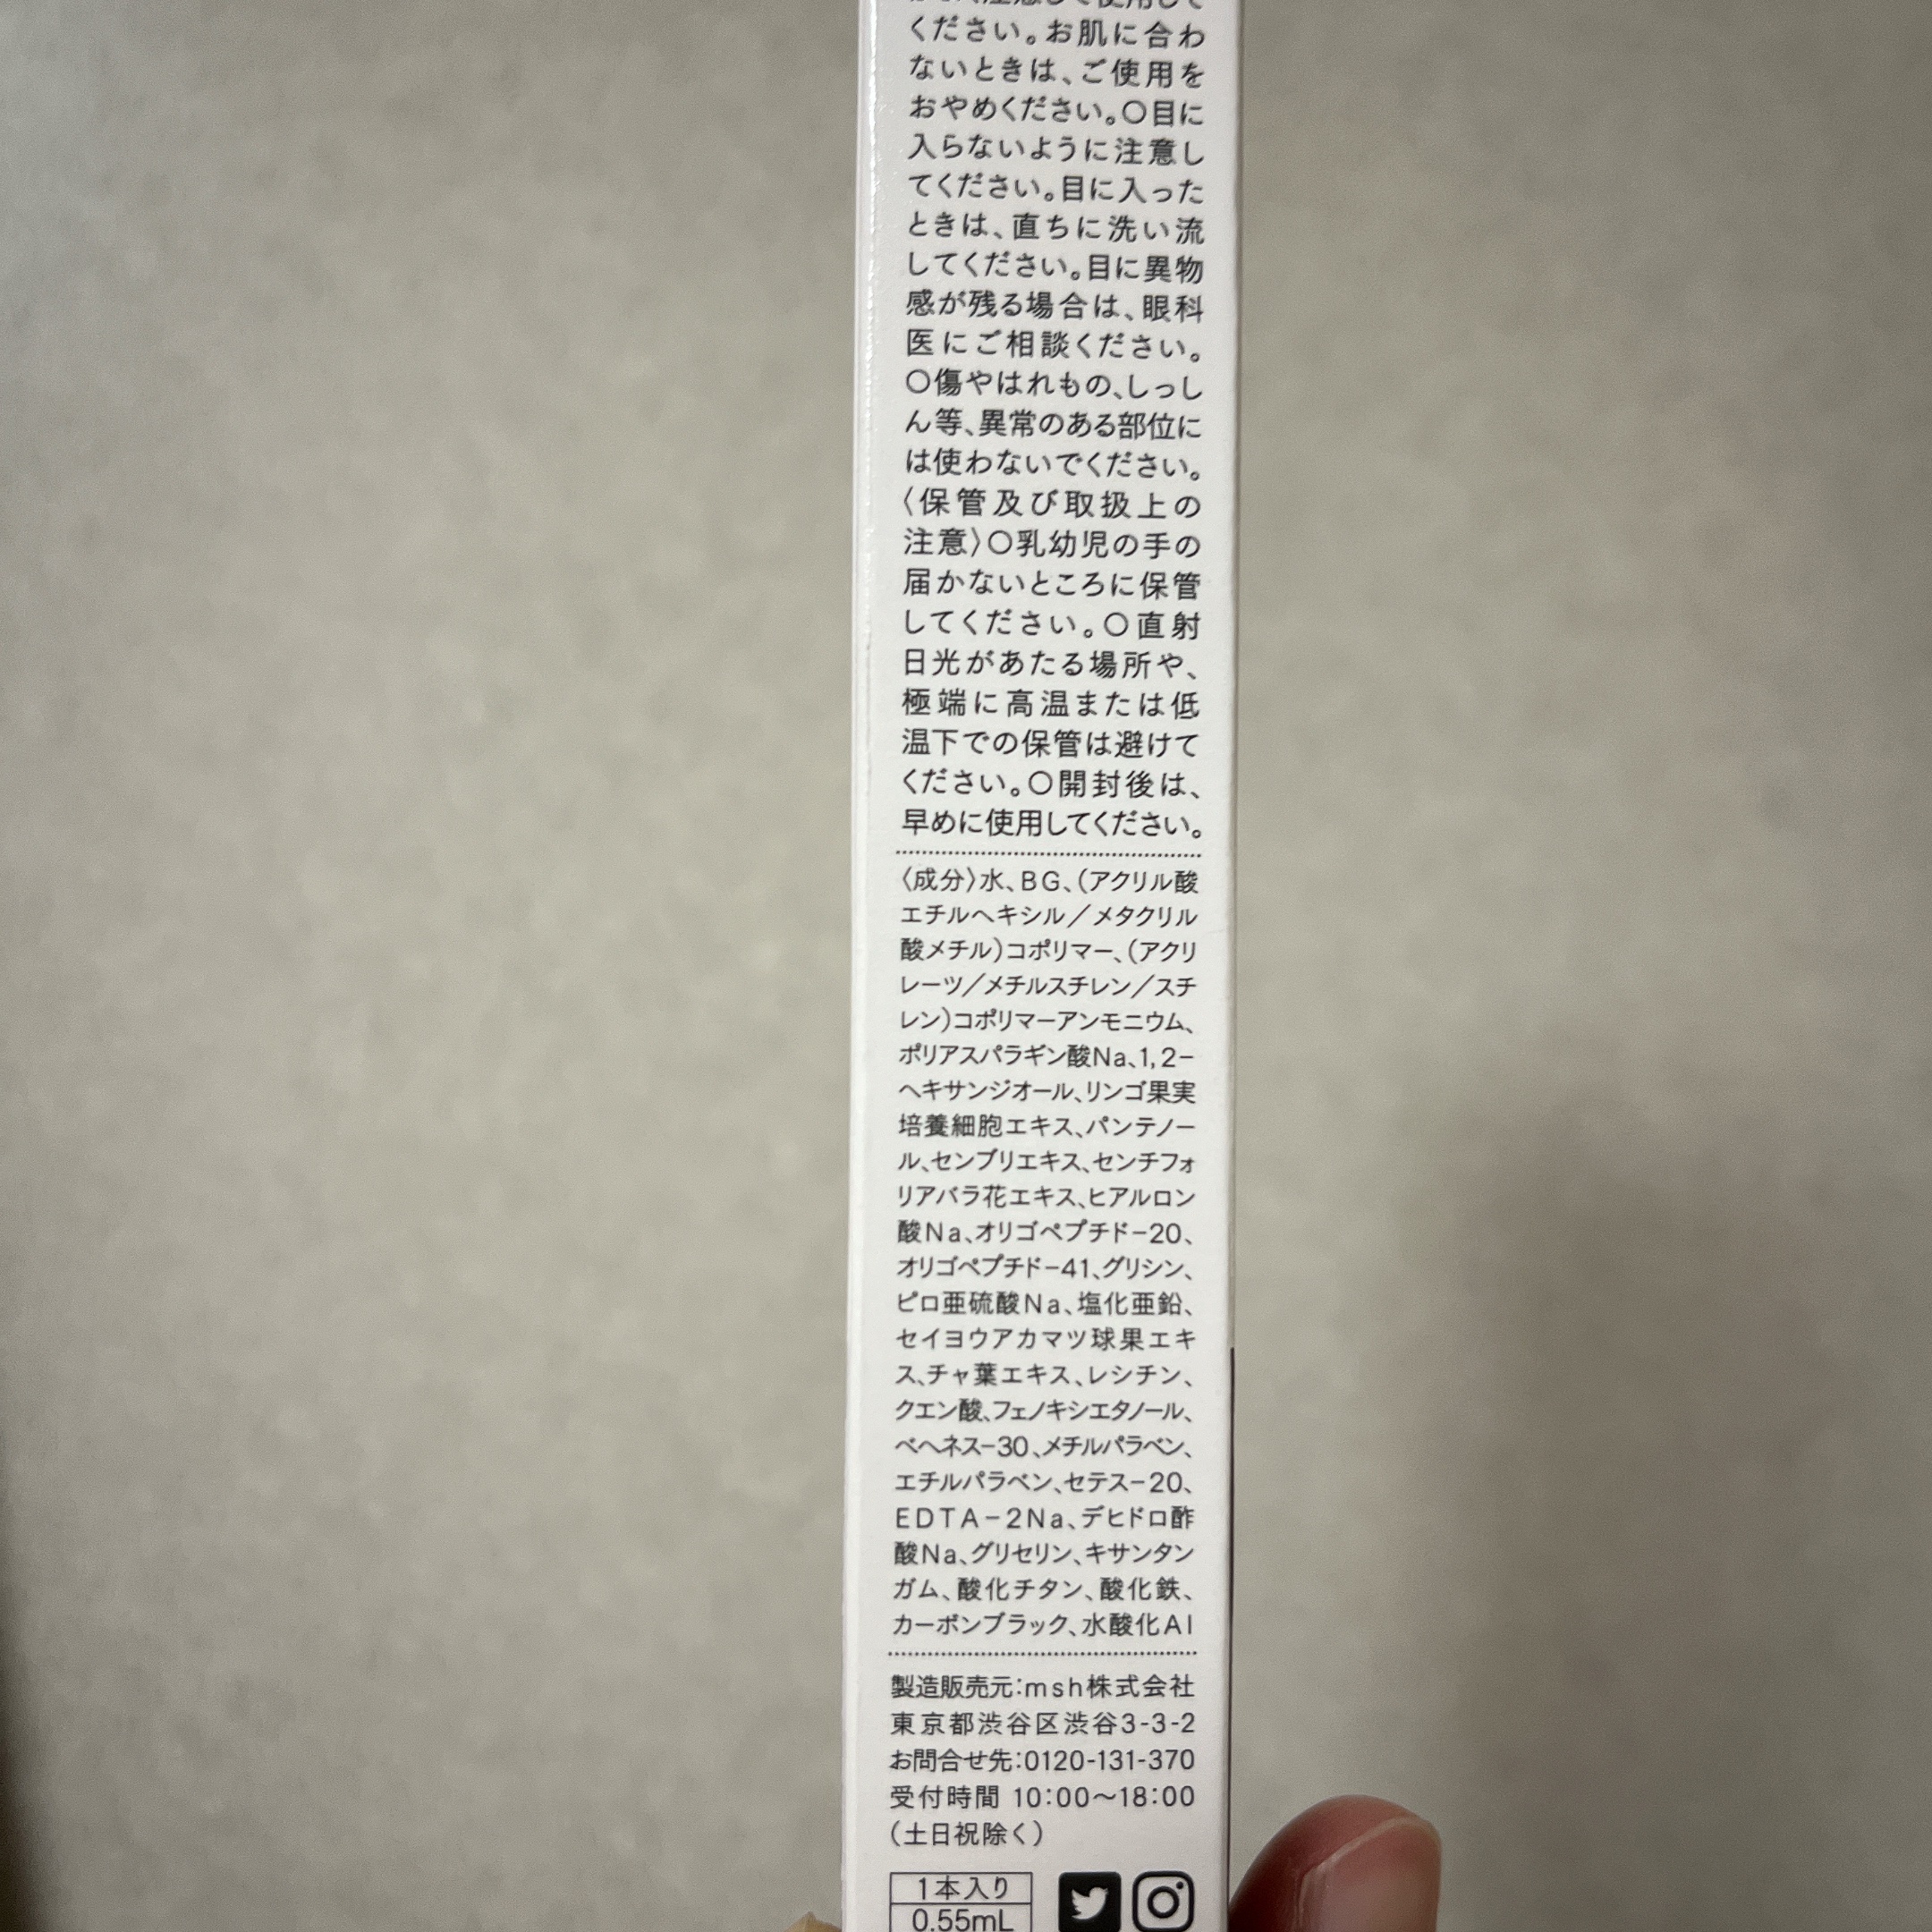 ください。お肌に合わ
ないときは、ご使用を
おやめください。○目に
入らないように注意し
てください。目に入った
ときは、直ちに洗い流
してください。目に異物
感が残る場合は、眼科
医にご相談ください。
○傷やはれもの、しっし
ん等、異常のある部位に
は使わないでください。
〈保管及び取扱上の
注意〉○乳幼児の手の
届かないところに保管
してください。○直射
日光があたる場所や、
極端に高温または低
温下での保管は避けて
ください。○開封後は、
早めに使用してください。
〈成分〉水、BG、(アクリル酸
エチルヘキシル／メタクリル
酸メチル)コポリマー、(アクリ
レーツ／メチルスチレン／スチ
レン)コポリマーアンモニウム、
ポリアスパラギン酸Na、1,2-
ヘキサンジオール、リンゴ果実
培養細胞エキス、パンテノー
ル、センブリエキス、センチフォ
リアバラ花エキス、ヒアルロン
酸Na、オリゴペプチド-20、
オリゴペプチド-41、グリシン、
ピロ亜硫酸Na、塩化亜鉛、
セイヨウアカマツ球果エキ
ス、チャ葉エキス、レシチン、
クエン酸、フェノキシエタノール、
ベヘネス-30、メチルパラベン、
エチルパラベン、セテス-20、
EDTA-2Na、デヒドロ酢
酸Na、グリセリン、キサンタン
ガム、酸化チタン、酸化鉄、
カーボンブラック、水酸化Al
製造販売元:msh株式会社
東京都渋谷区渋谷3-3-2
お問合せ先:0120-131-370
受付時間 10:00〜18:00
(土日祝除く)
1本入り
0.55mL